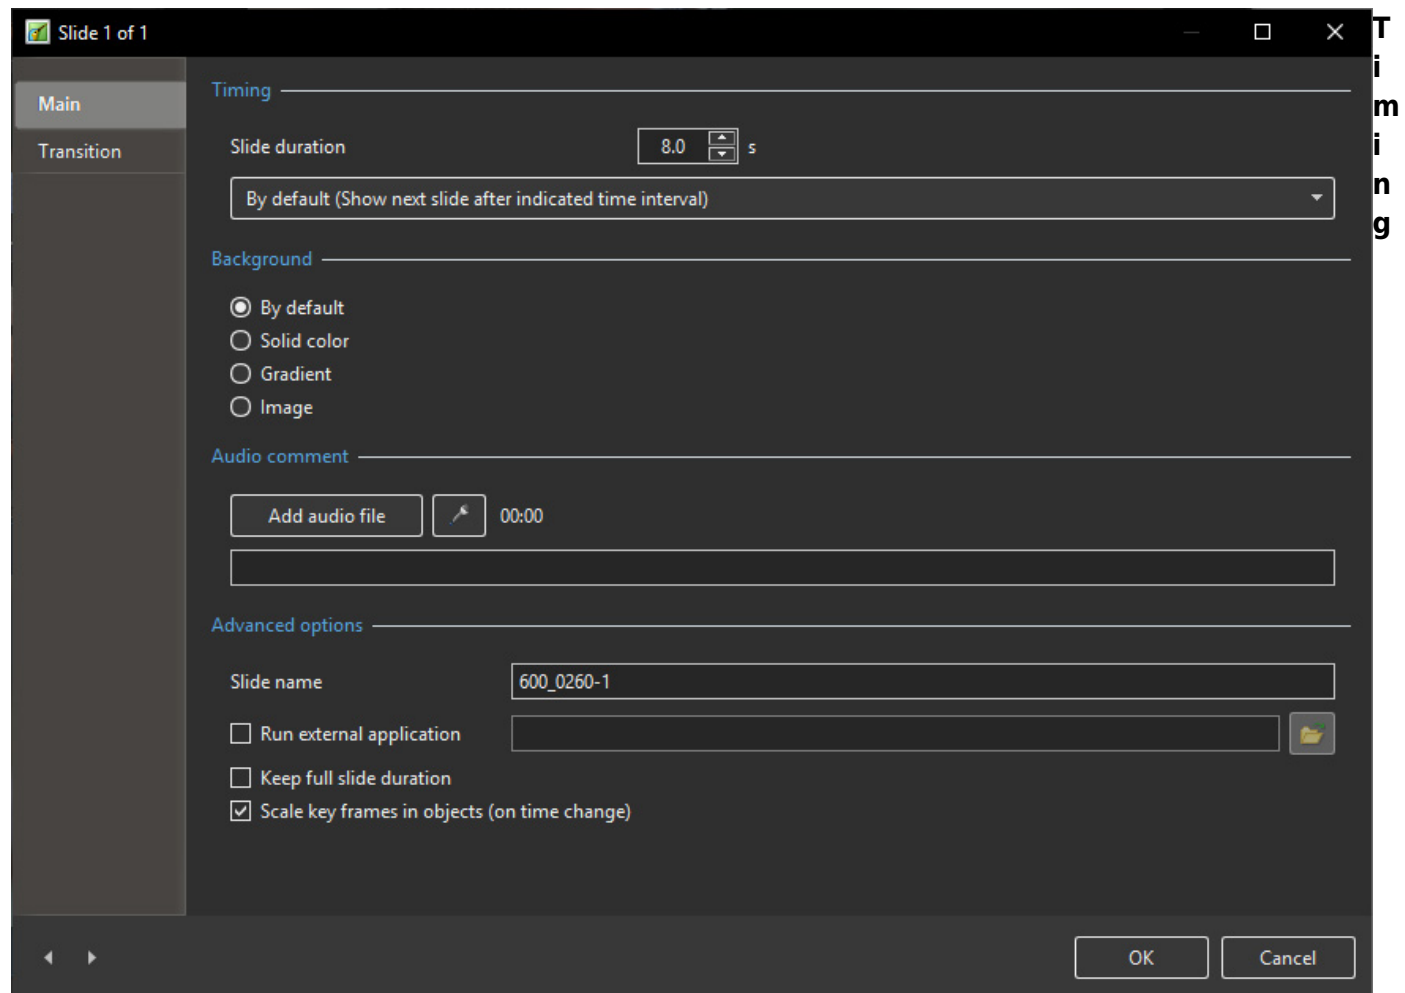 Slide 1 of 1
Main
Transition
Timing
Slide duration 8.0 s
By default (Show next slide after indicated time interval)
Background
By default
Solid color
Gradient
Image
Audio comment
Add audio file 00:00
Advanced options
Slide name 600_0260-1
Run external application
Keep full slide duration
Scale key frames in objects (on time change)
OK Cancel
T
i
m
i
n
g